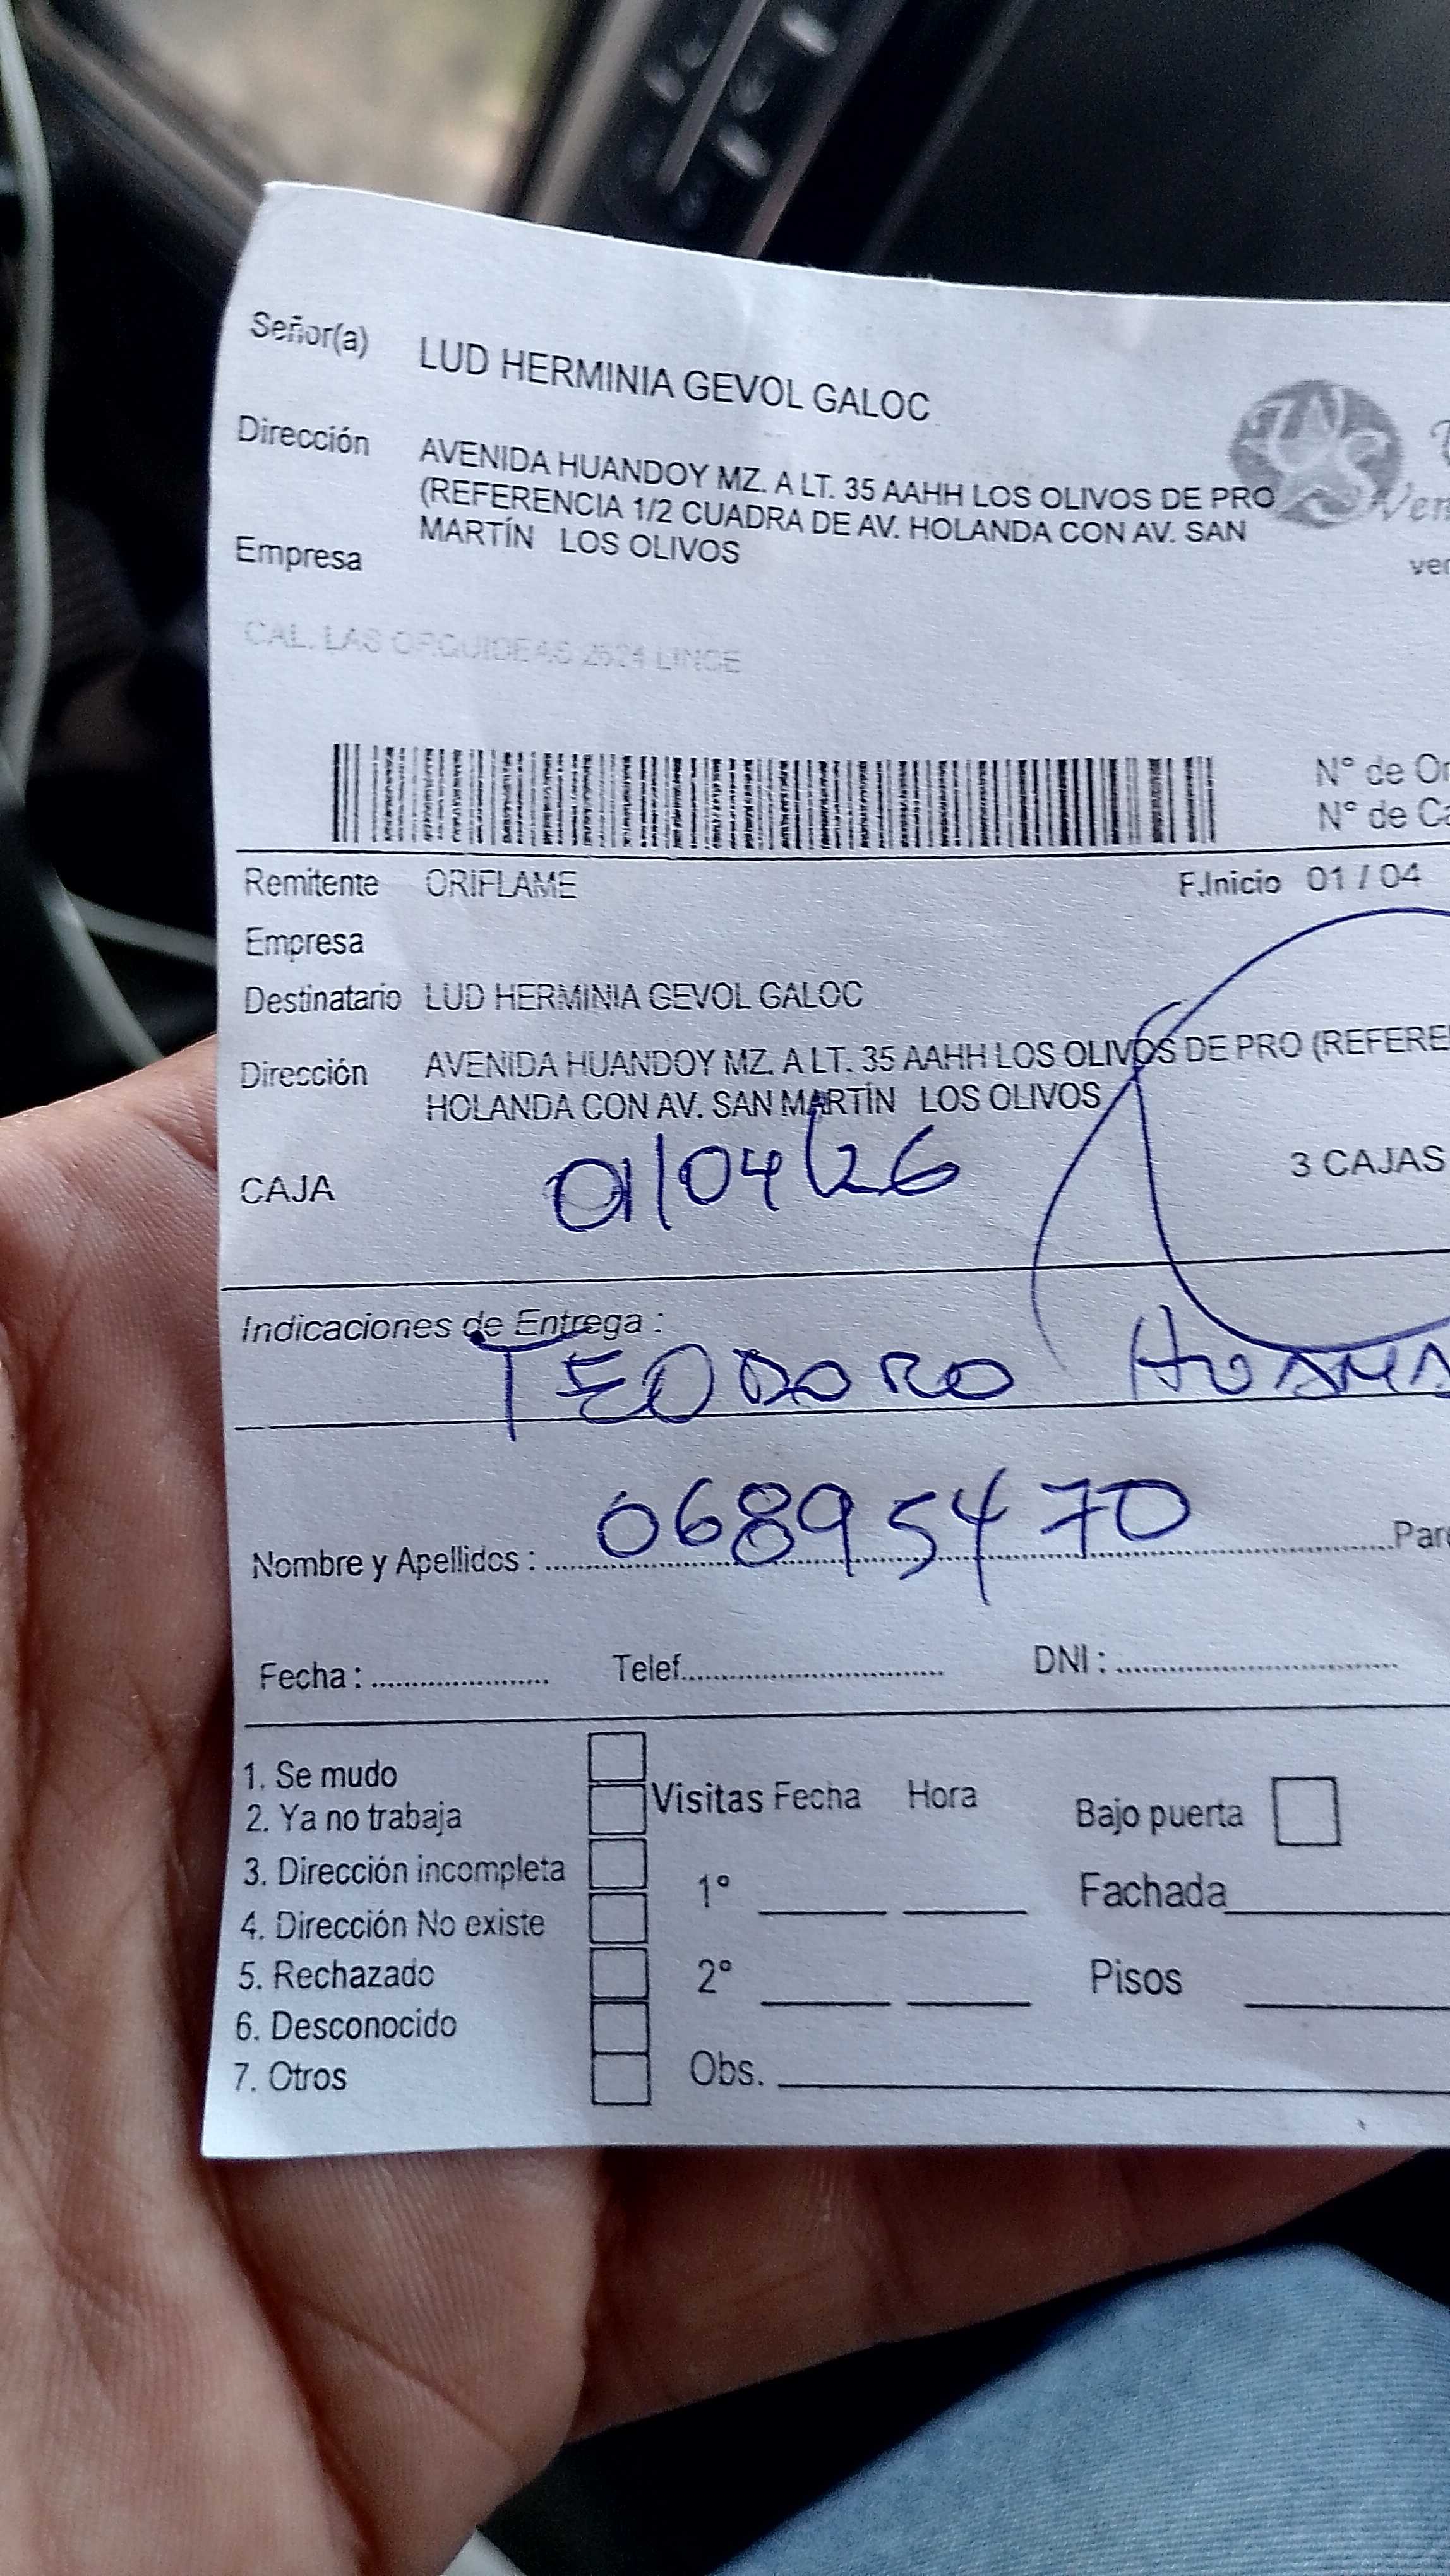 Señor(a) LUD HERMINIA GEVOL GALOC
Dirección AVENIDA HUANDOY MZ. A LT. 35 AAHH LOS OLIVOS DE PRO
(REFERENCIA 1/2 CUADRA DE AV. HOLANDA CON AV. SAN
MARTÍN LOS OLIVOS
Empresa
CAL. LAS ORQUIDEAS 2624 LINCE
N° de Or
N° de Ca
Remitente ORIFLAME F.Inicio 01 / 04
Empresa
Destinatario LUD HERMINIA GEVOL GALOC
Dirección AVENIDA HUANDOY MZ. A LT. 35 AAHH LOS OLIVOS DE PRO (REFERE
HOLANDA CON AV. SAN MARTÍN LOS OLIVOS
CAJA 01/04/26 3 CAJAS
Indicaciones de Entrega :
TEODORO
06895470
Nombre y Apellidos : Par
Fecha : Telef. DNI :
1. Se mudo
2. Ya no trabaja Visitas Fecha Hora Bajo puerta
3. Dirección incompleta 1° Fachada
4. Dirección No existe
5. Rechazado 2° Pisos
6. Desconocido
7. Otros Obs.